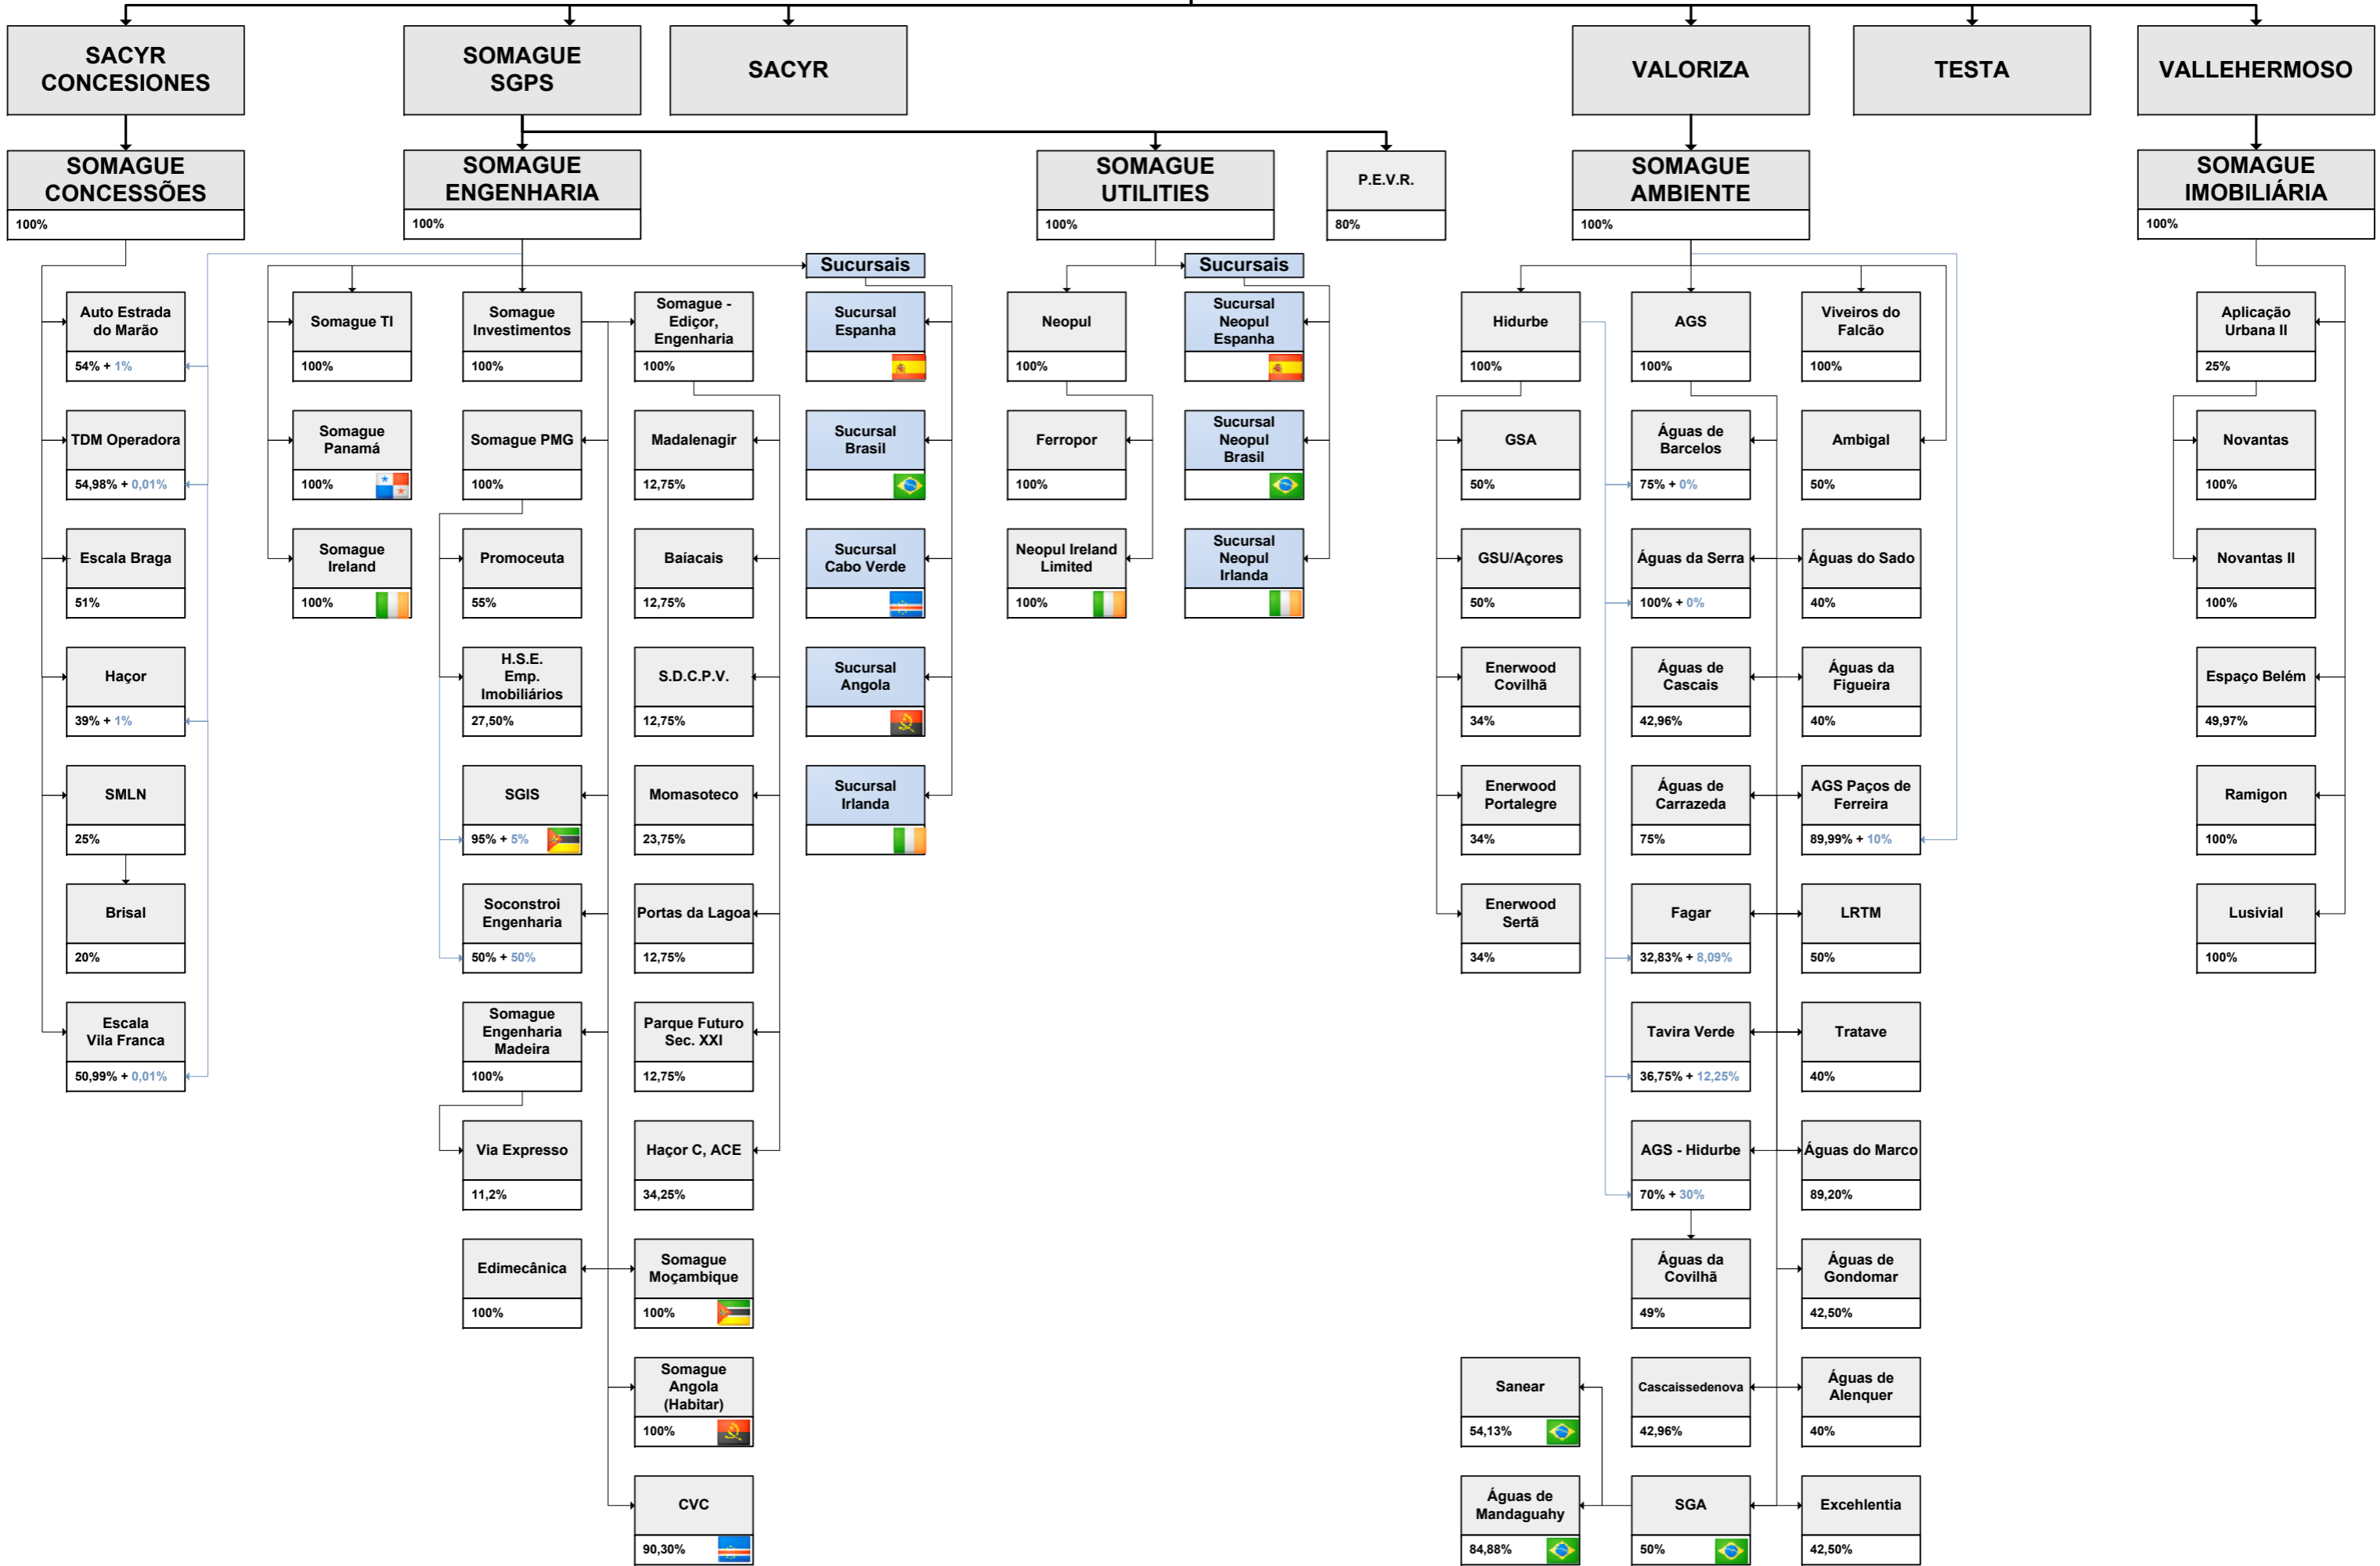 SACYR
CONCESIONES
SOMAGUE
SGPS
SACYR
VALORIZA
TESTA
VALLEHERMOSO
SOMAGUE
CONCESSÕES
100%
SOMAGUE
ENGENHARIA
100%
SOMAGUE
UTILITIES
100%
P.E.V.R.
80%
SOMAGUE
AMBIENTE
100%
SOMAGUE
IMOBILIÁRIA
100%
Auto Estrada
do Marão
54% + 1%
TDM Operadora
54,98% + 0,01%
Escala Braga
51%
Haçor
39% + 1%
SMLN
25%
Brisal
20%
Escala
Vila Franca
50,99% + 0,01%
Somague TI
100%
Somague
Panamá
100%
Somague
Ireland
100%
Somague
Investimentos
100%
Somague PMG
100%
Promoceuta
55%
H.S.E.
Emp.
Imobiliários
27,50%
SGIS
95% + 5%
Soconstroi
Engenharia
50% + 50%
Somague
Engenharia
Madeira
100%
Via Expresso
11,2%
Edimecânica
100%
Somague -
Ediçor,
Engenharia
100%
Madalenagir
12,75%
Baíacais
12,75%
S.D.C.P.V.
12,75%
Momasoteco
23,75%
Portas da Lagoa
12,75%
Parque Futuro
Sec. XXI
12,75%
Haçor C, ACE
34,25%
Somague
Moçambique
100%
Somague
Angola
(Habitar)
100%
CVC
90,30%
Sucursais
Sucursal
Espanha
Sucursal
Brasil
Sucursal
Cabo Verde
Sucursal
Angola
Sucursal
Irlanda
Neopul
100%
Ferropor
100%
Neopul Ireland
Limited
100%
Sucursais
Sucursal
Neopul
Espanha
Sucursal
Neopul
Brasil
Sucursal
Neopul
Irlanda
Hidurbe
100%
GSA
50%
GSU/Açores
50%
Enerwood
Covilhã
34%
Enerwood
Portalegre
34%
Enerwood
Sertã
34%
Sanear
54,13%
Águas de
Mandaguahy
84,88%
AGS
100%
Águas de
Barcelos
75% + 0%
Águas da Serra
100% + 0%
Águas de
Cascais
42,96%
Águas de
Carrazeda
75%
Fagar
32,83% + 8,09%
Tavira Verde
36,75% + 12,25%
AGS - Hidurbe
70% + 30%
Águas da
Covilhã
49%
Cascaissedenova
42,96%
SGA
50%
Viveiros do
Falcão
100%
Ambigal
50%
Águas do Sado
40%
Águas da
Figueira
40%
AGS Paços de
Ferreira
89,99% + 10%
LRTM
50%
Tratave
40%
Águas do Marco
89,20%
Águas de
Gondomar
42,50%
Águas de
Alenquer
40%
Excehlentia
42,50%
Aplicação
Urbana II
25%
Novantas
100%
Novantas II
100%
Espaço Belém
49,97%
Ramigon
100%
Lusivial
100%